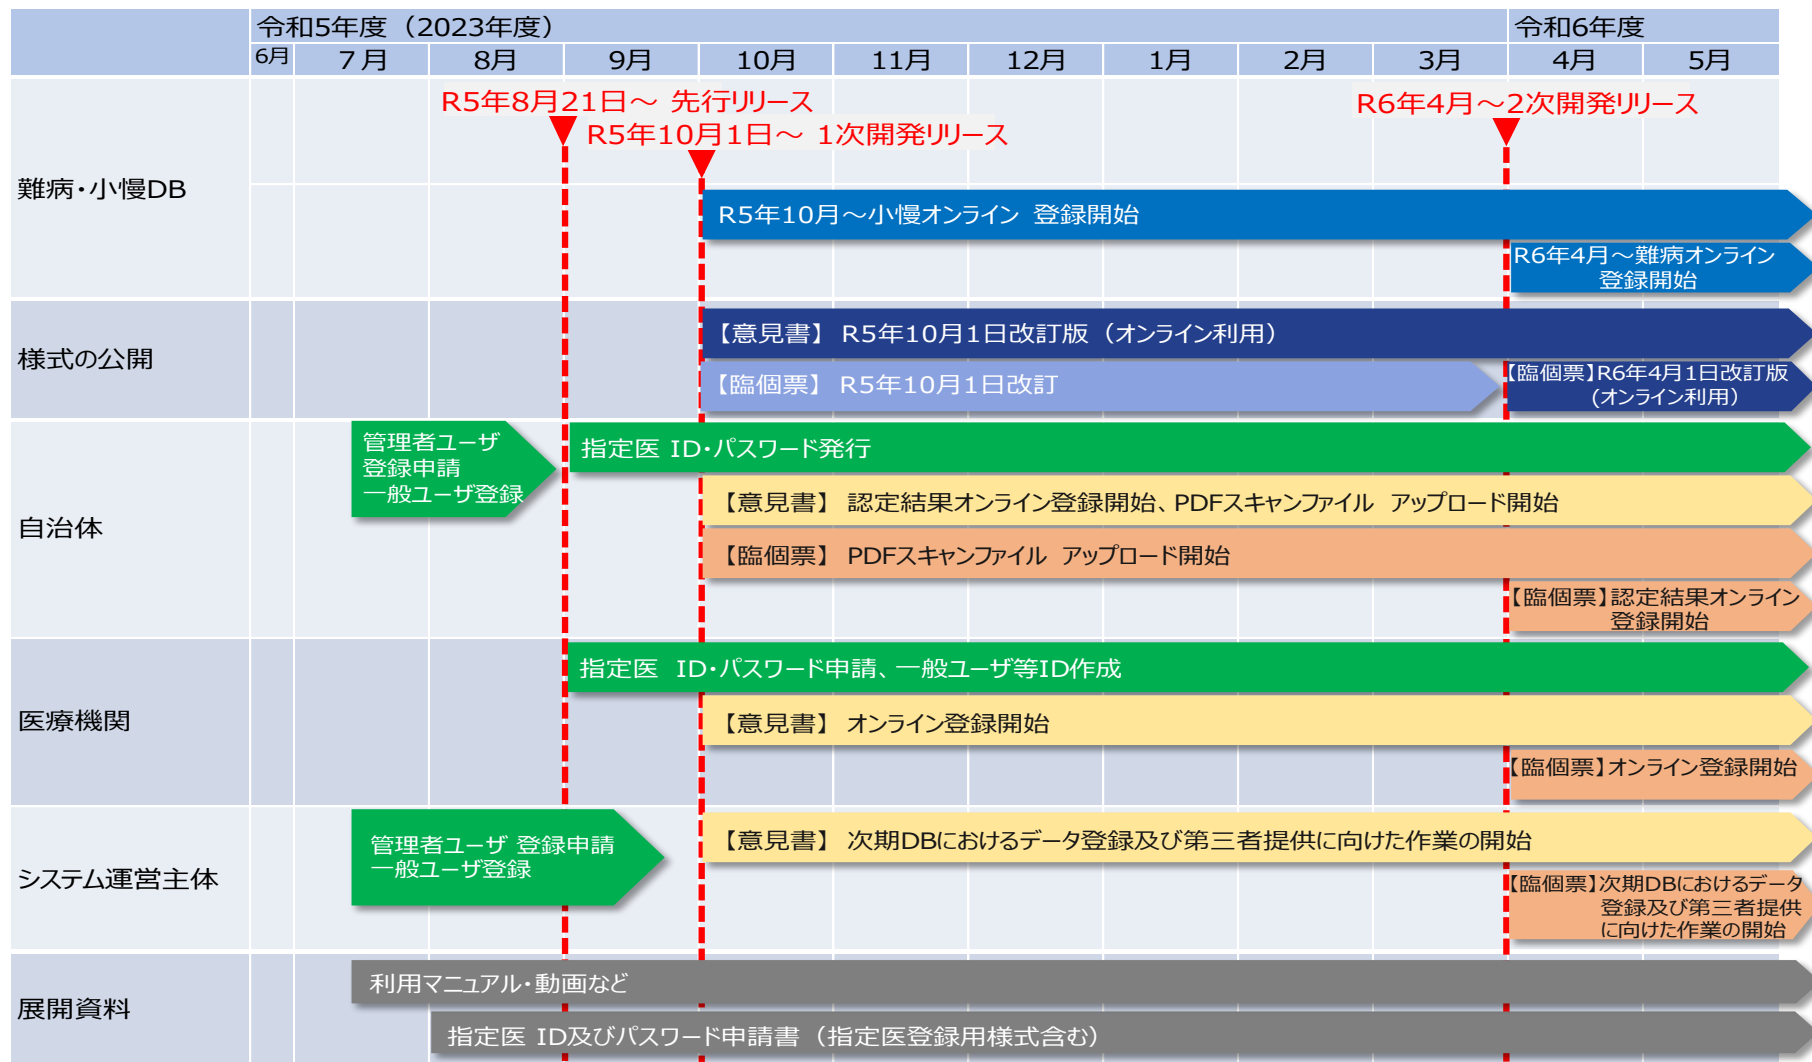 令和5年度（2023年度）
令和6年度
6月
7月
8月
9月
10月
11月
12月
1月
2月
3月
4月
5月
難病・小慢DB
R5年8月21日～ 先行リリース
R5年10月1日～ 1次開発リリース
R6年4月～2次開発リリース
R5年10月～小慢オンライン 登録開始
R6年4月～難病オンライン
登録開始
様式の公開
【意見書】 R5年10月1日改訂版（オンライン利用）
【臨個票】 R5年10月1日改訂
【臨個票】R6年4月1日改訂版
(オンライン利用）
自治体
管理者ユーザ
登録申請
一般ユーザ登録
指定医 ID・パスワード発行
【意見書】 認定結果オンライン登録開始、PDFスキャンファイル アップロード開始
【臨個票】 PDFスキャンファイル アップロード開始
【臨個票】認定結果オンライン
登録開始
医療機関
指定医 ID・パスワード申請、一般ユーザ等ID作成
【意見書】 オンライン登録開始
【臨個票】オンライン登録開始
システム運営主体
管理者ユーザ 登録申請
一般ユーザ登録
【意見書】 次期DBにおけるデータ登録及び第三者提供に向けた作業の開始
【臨個票】次期DBにおけるデータ
登録及び第三者提供
に向けた作業の開始
展開資料
利用マニュアル・動画など
指定医 ID及びパスワード申請書（指定医登録用様式含む）